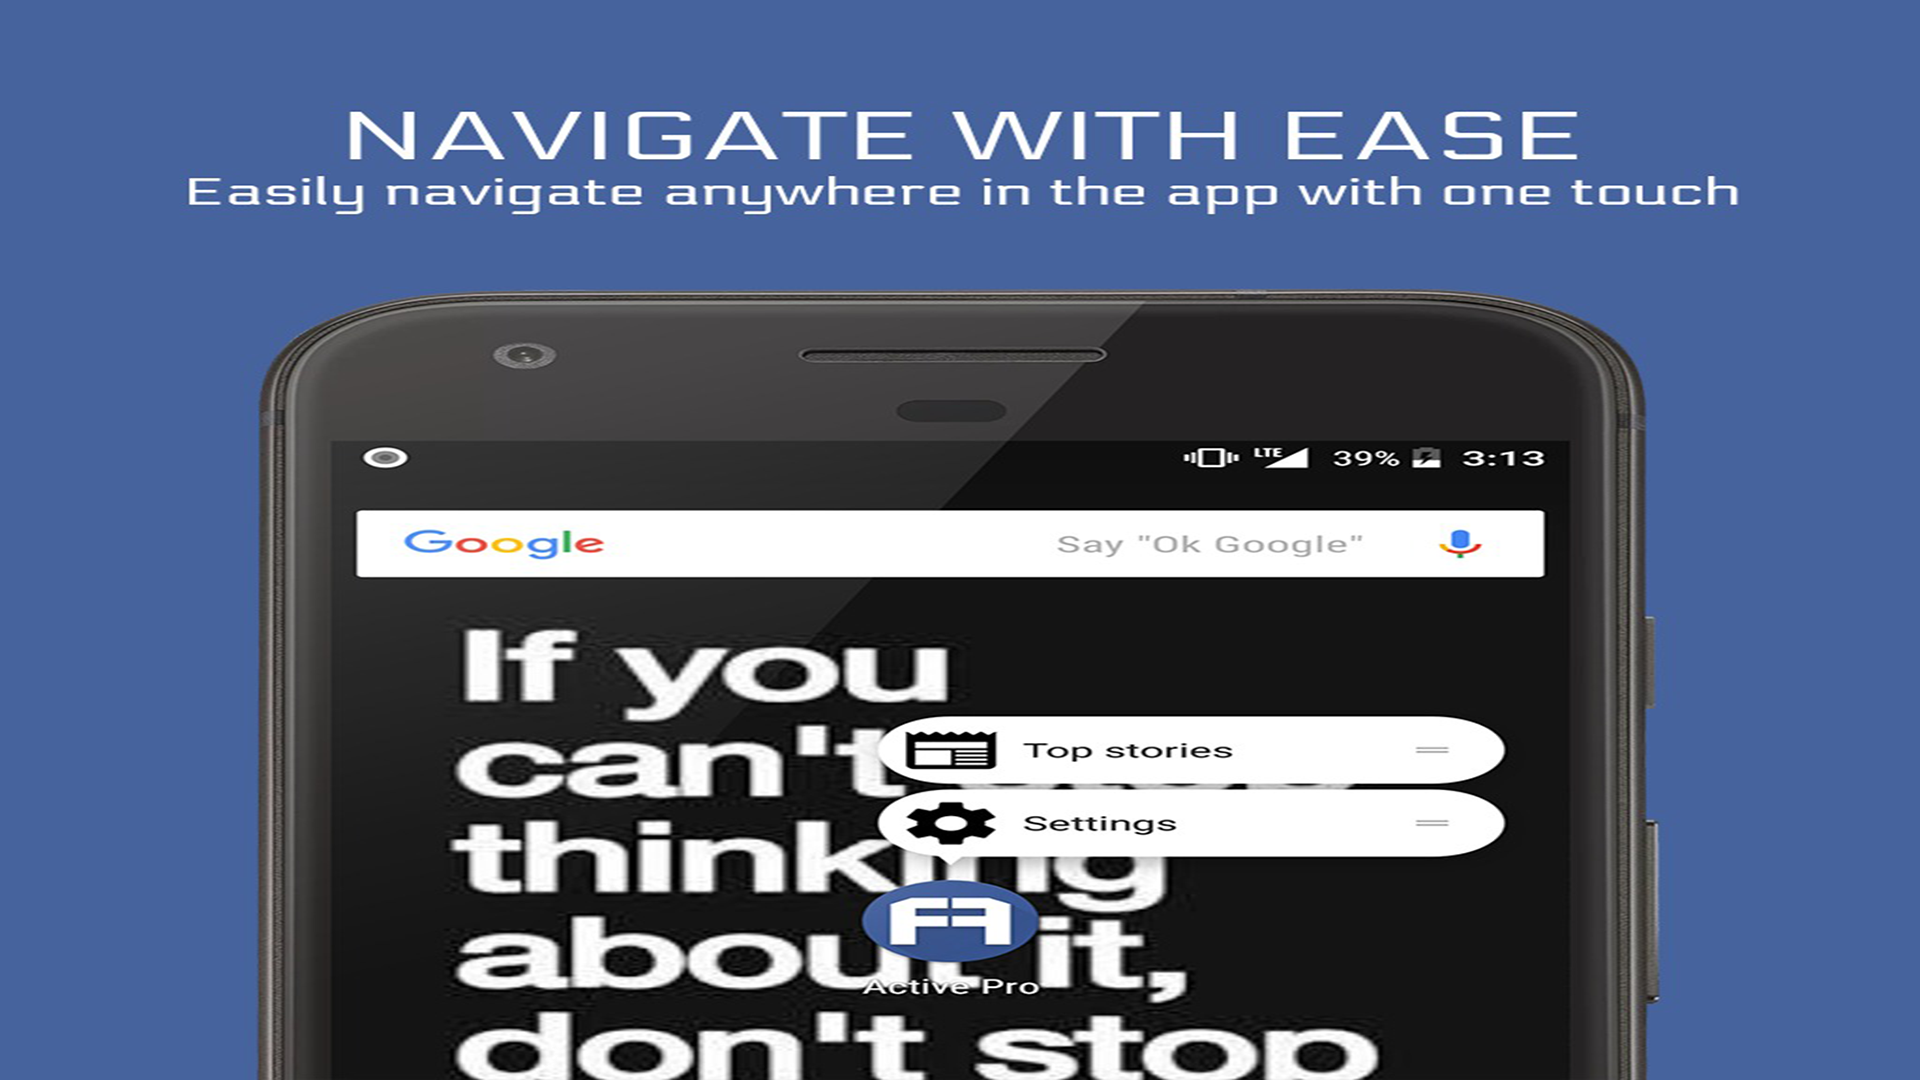 NAVIGATE WITH EASE
Easily navigate anywhere in the app with one touch
LTE 39% 3:13
Google Say "Ok Google"
If you
can't
Top stories
Settings
thinking
about it,
Active Pro
don't stop